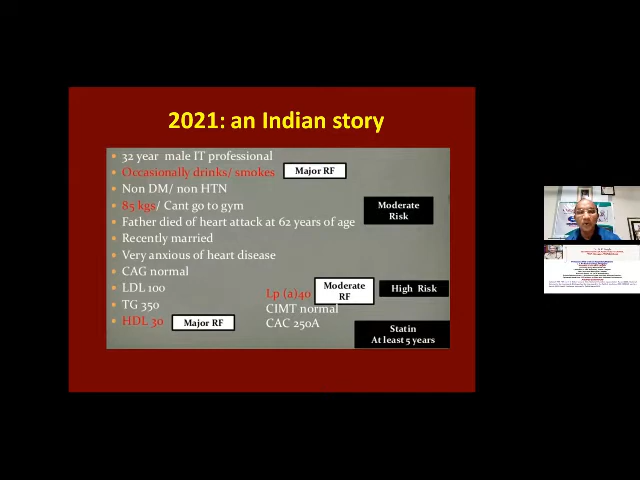 2021: an Indian story
32 year male IT professional
Occasionally drinks/ smokes
Major RF
Non DM/ non HTN
85 kgs/ Cant go to gym
Moderate
Risk
Father died of heart attack at 62 years of age
Recently married
Very anxious of heart disease
CAG normal
LDL 100
TG 350
HDL 30
Major RF
Lp (a)40
Moderate
RF
High Risk
CIMT normal
CAC 250A
Statin
At least 5 years